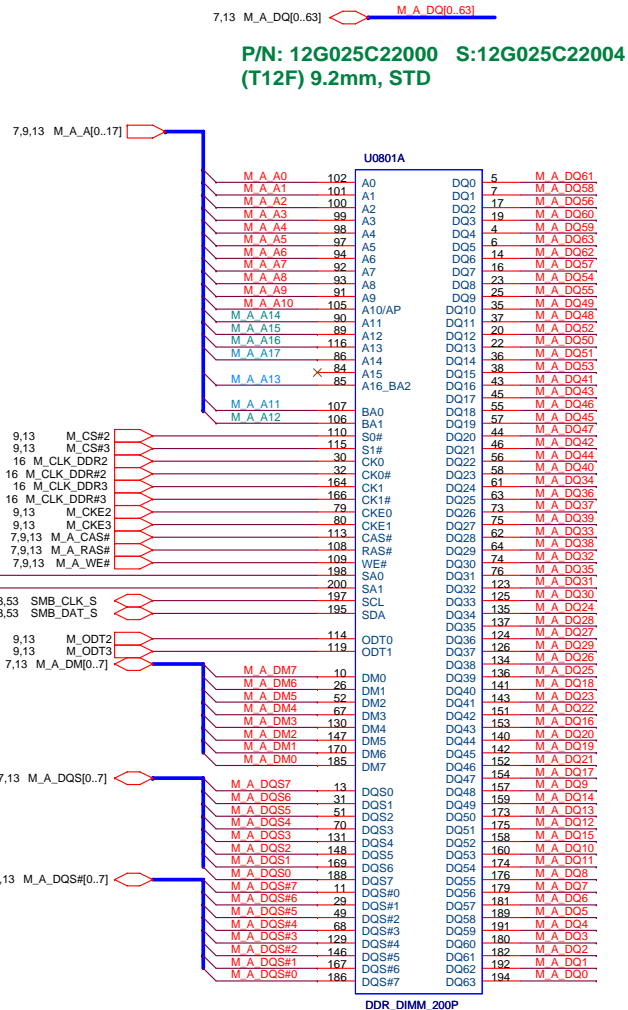 7,13 M_A_DQ[0..63] M_A_DQ[0..63]
P/N: 12G025C22000 S:12G025C22004
(T12F) 9.2mm, STD
7,9,13 M_A_A[0..17]
U0801A
M_A_A0 102 A0 DQ0 5 M_A_DQ61
M_A_A1 101 A1 DQ1 7 M_A_DQ58
M_A_A2 100 A2 DQ2 17 M_A_DQ56
M_A_A3 99 A3 DQ3 19 M_A_DQ60
M_A_A4 98 A4 DQ4 4 M_A_DQ59
M_A_A5 97 A5 DQ5 6 M_A_DQ63
M_A_A6 94 A6 DQ6 14 M_A_DQ62
M_A_A7 92 A7 DQ7 16 M_A_DQ57
M_A_A8 93 A8 DQ8 23 M_A_DQ54
M_A_A9 91 A9 DQ9 25 M_A_DQ55
M_A_A10 105 A10/AP DQ10 35 M_A_DQ49
M_A_A14 90 A11 DQ11 37 M_A_DQ48
M_A_A15 89 A12 DQ12 20 M_A_DQ52
M_A_A16 116 A13 DQ13 22 M_A_DQ50
M_A_A17 86 A14 DQ14 36 M_A_DQ51
84 A15 DQ15 38 M_A_DQ53
M_A_A13 85 A16_BA2 DQ16 43 M_A_DQ41
DQ17 45 M_A_DQ43
M_A_A11 107 BA0 DQ18 55 M_A_DQ46
M_A_A12 106 BA1 DQ19 57 M_A_DQ45
9,13 M_CS#2 110 S0# DQ20 44 M_A_DQ47
9,13 M_CS#3 115 S1# DQ21 46 M_A_DQ42
16 M_CLK_DDR2 30 CK0 DQ22 56 M_A_DQ44
16 M_CLK_DDR#2 32 CK0# DQ23 58 M_A_DQ40
16 M_CLK_DDR3 164 CK1 DQ24 61 M_A_DQ34
16 M_CLK_DDR#3 166 CK1# DQ25 63 M_A_DQ36
9,13 M_CKE2 79 CKE0 DQ26 73 M_A_DQ37
9,13 M_CKE3 80 CKE1 DQ27 75 M_A_DQ39
7,9,13 M_A_CAS# 113 CAS# DQ28 62 M_A_DQ33
7,9,13 M_A_RAS# 108 RAS# DQ29 64 M_A_DQ38
7,9,13 M_A_WE# 109 WE# DQ30 74 M_A_DQ32
198 SA0 DQ31 76 M_A_DQ35
200 SA1 DQ32 123 M_A_DQ31
,53 SMB_CLK_S 197 SCL DQ33 125 M_A_DQ30
,53 SMB_DAT_S 195 SDA DQ34 135 M_A_DQ24
DQ35 137 M_A_DQ28
9,13 M_ODT2 114 ODT0 DQ36 124 M_A_DQ27
9,13 M_ODT3 119 ODT1 DQ37 126 M_A_DQ29
7,13 M_A_DM[0..7] DQ38 134 M_A_DQ26
M_A_DM7 10 DM0 DQ39 136 M_A_DQ25
M_A_DM6 26 DM1 DQ40 141 M_A_DQ18
M_A_DM5 52 DM2 DQ41 143 M_A_DQ23
M_A_DM4 67 DM3 DQ42 151 M_A_DQ22
M_A_DM3 130 DM4 DQ43 153 M_A_DQ16
M_A_DM2 147 DM5 DQ44 140 M_A_DQ20
M_A_DM1 170 DM6 DQ45 142 M_A_DQ19
M_A_DM0 185 DM7 DQ46 152 M_A_DQ21
7,13 M_A_DQS[0..7] DQ47 154 M_A_DQ17
M_A_DQS7 13 DQS0 DQ48 157 M_A_DQ9
M_A_DQS6 31 DQS1 DQ49 159 M_A_DQ14
M_A_DQS5 51 DQS2 DQ50 173 M_A_DQ13
M_A_DQS4 70 DQS3 DQ51 175 M_A_DQ12
M_A_DQS3 131 DQS4 DQ52 158 M_A_DQ15
M_A_DQS2 148 DQS5 DQ53 160 M_A_DQ10
M_A_DQS1 169 DQS6 DQ54 174 M_A_DQ11
,13 M_A_DQS#[0..7] M_A_DQS0 188 DQS7 DQ55 176 M_A_DQ8
M_A_DQS#7 11 DQS#0 DQ56 179 M_A_DQ7
M_A_DQS#6 29 DQS#1 DQ57 181 M_A_DQ6
M_A_DQS#5 49 DQS#2 DQ58 189 M_A_DQ5
M_A_DQS#4 68 DQS#3 DQ59 191 M_A_DQ4
M_A_DQS#3 129 DQS#4 DQ60 180 M_A_DQ3
M_A_DQS#2 146 DQS#5 DQ61 182 M_A_DQ2
M_A_DQS#1 167 DQS#6 DQ62 192 M_A_DQ1
M_A_DQS#0 186 DQS#7 DQ63 194 M_A_DQ0
DDR_DIMM_200P